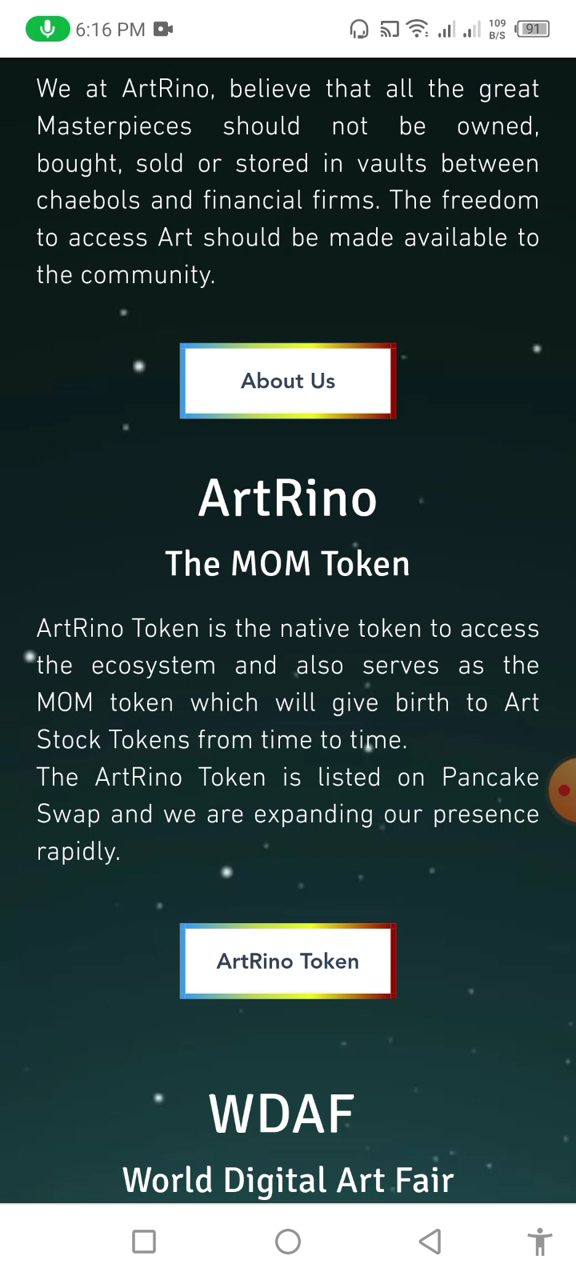 6:16 PM
109
B/S
91
We at ArtRino, believe that all the great
Masterpieces should not be owned,
bought, sold or stored in vaults between
chaebols and financial firms. The freedom
to access Art should be made available to
the community.
About Us
ArtRino
The MOM Token
ArtRino Token is the native token to access
the ecosystem and also serves as the
MOM token which will give birth to Art
Stock Tokens from time to time.
The ArtRino Token is listed on Pancake
Swap and we are expanding our presence
rapidly.
ArtRino Token
WDAF
World Digital Art Fair